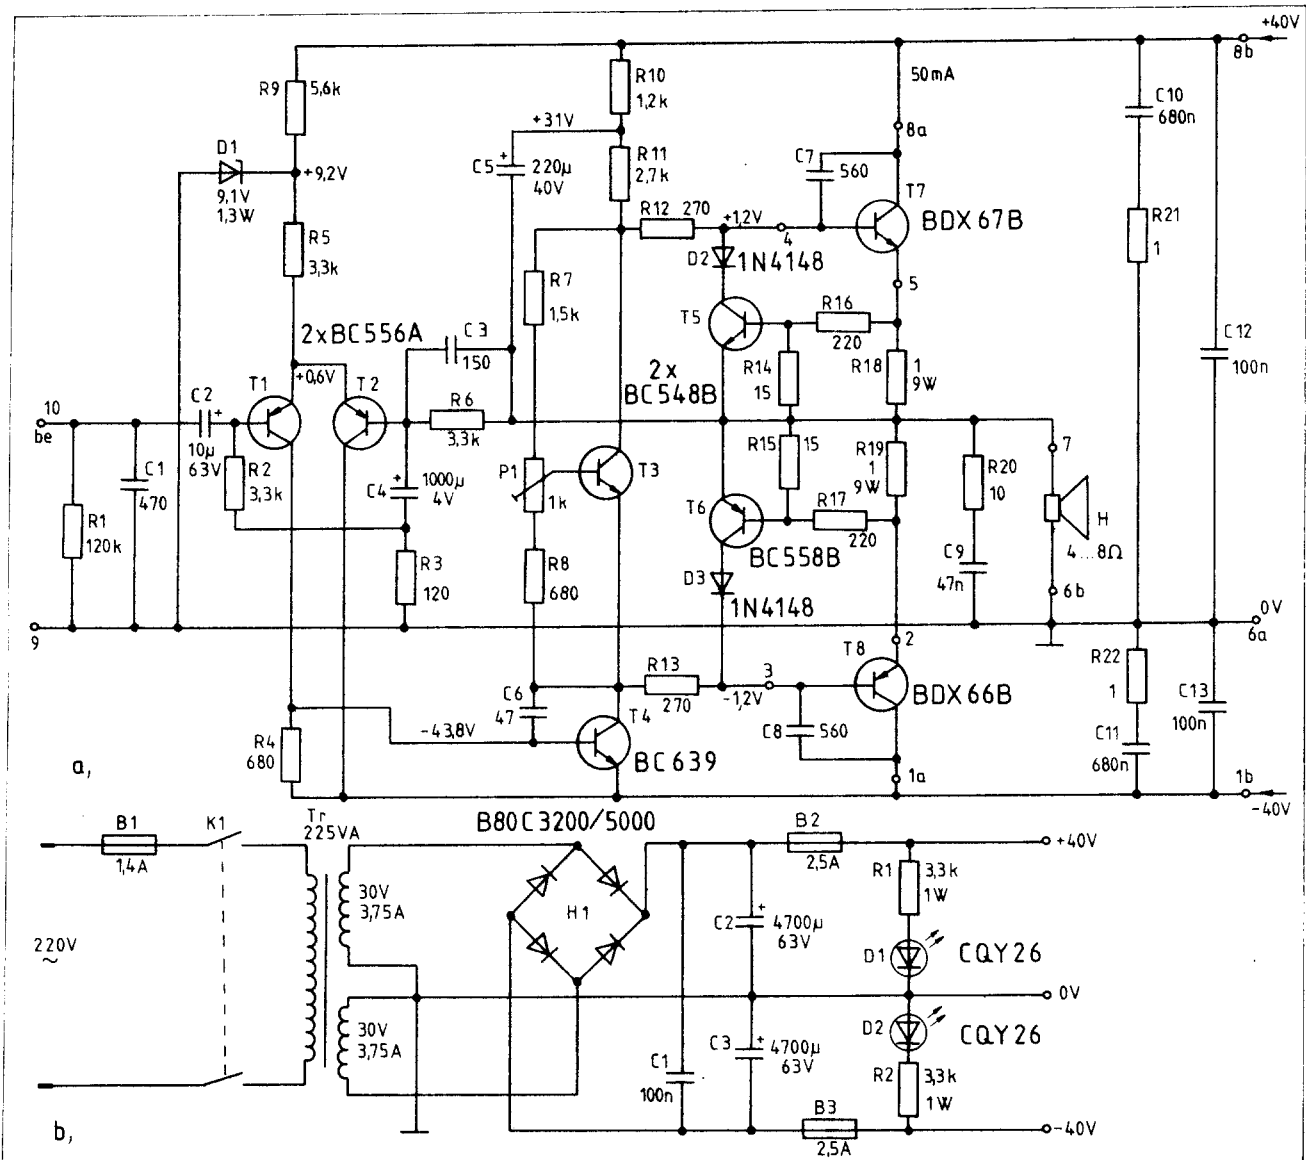 +40V
8b
R9
5,6k
R10
1,2k
50mA
C10
680n
+31V
8a
D1
9,1V
1,3W
+9,2V
C5
+
220µ
40V
R11
2,7k
C7
560
T7
BDX67B
R12 270
+1,2V
4
R21
1
R5
3,3k
D2
1N4148
R7
1,5k
5
2xBC556A
C3
150
T5
R16
220
C12
100n
+0,6V
T1
T2
2x
BC548B
R14
15
R18
1
9W
10
be
C2
+
10µ
63V
R6
3,3k
7
C1
470
R2
3,3k
C4
+
1000µ
4V
P1
1k
T3
R15
15
R19
1
9W
R20
10
T6
R17
220
H
4...8Ω
R1
120k
R3
120
R8
680
BC558B
D3
1N4148
C9
47n
6b
9
0V
6a
2
T8
BDX66B
R13
270
3
-1,2V
R22
1
C6
47
T4
C13
100n
-43,8V
R4
680
BC639
C8
560
C11
680n
a,
1a
1b
-40V
B1
1,4A
K1
Tr
225VA
B80C3200/5000
B2
2,5A
+40V
R1
3,3k
1W
30V
3,75A
H1
C2
+
4700µ
63V
220V
~
D1
CQY26
0V
30V
3,75A
D2
CQY26
C1
100n
C3
+
4700µ
63V
R2
3,3k
1W
b,
B3
2,5A
-40V